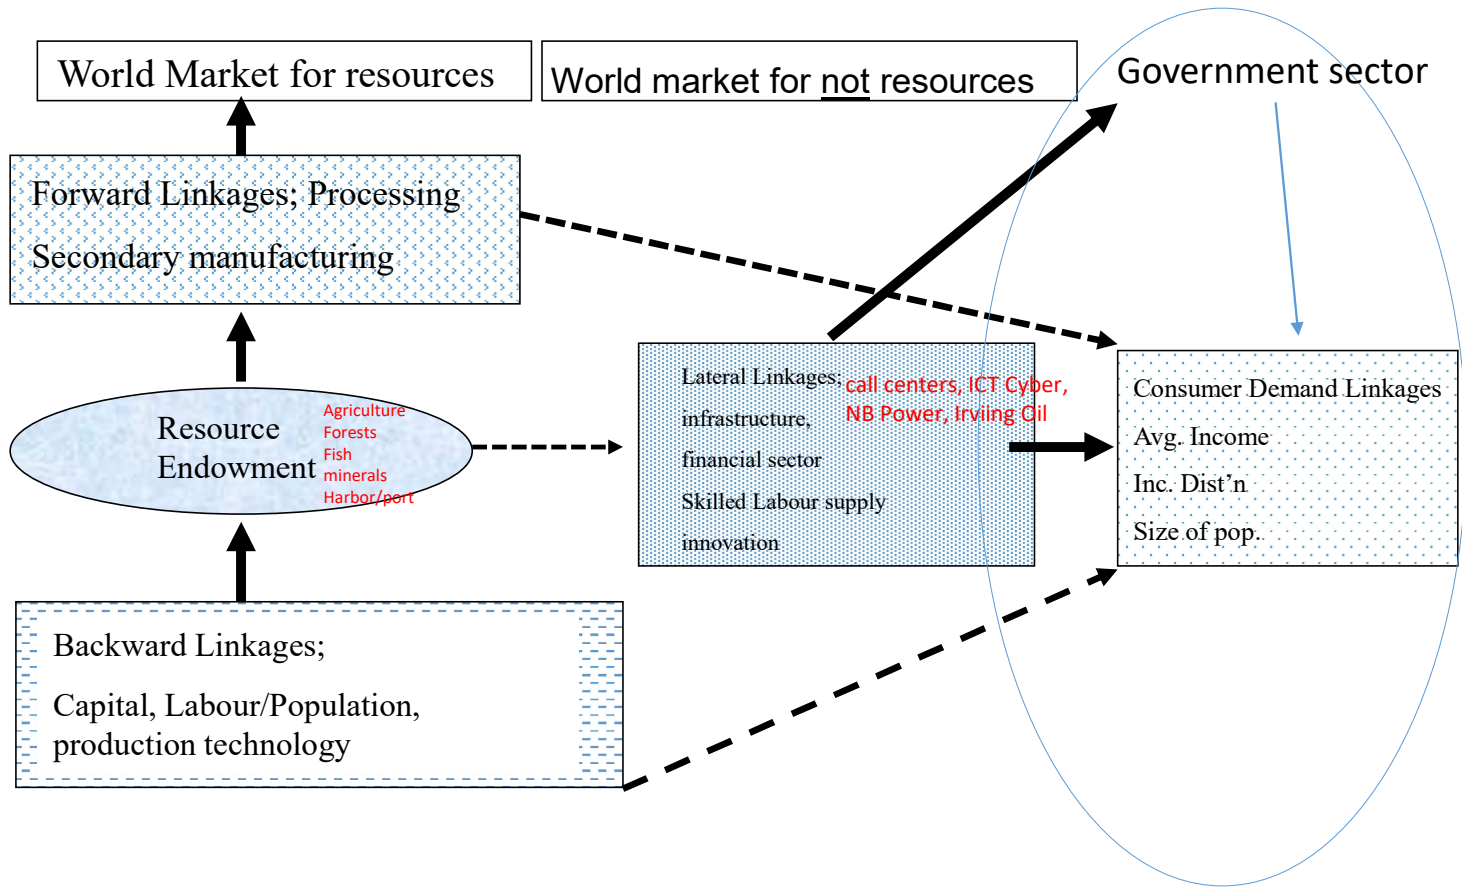 World Market for resources
World market for not resources
Government sector
Forward Linkages; Processing
Secondary manufacturing
Resource
Endowment
Agriculture
Forests
Fish
minerals
Harbor/port
Lateral Linkages:
infrastructure,
financial sector
Skilled Labour supply
innovation
call centers, ICT Cyber,
NB Power, Irviing Oil
Consumer Demand Linkages
Avg. Income
Inc. Dist’n
Size of pop.
Backward Linkages;
Capital, Labour/Population,
production technology